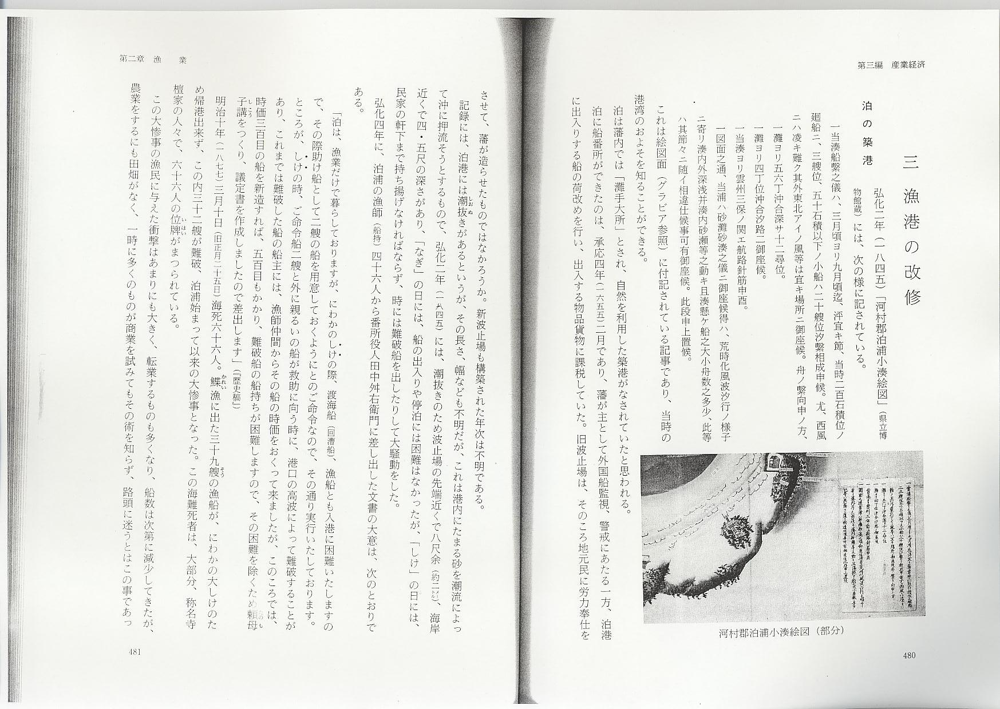 第三編　産業経済
三　漁港の改修
泊の築港
弘化二年（一八四五）「河村郡泊浦小湊絵図」（県立博
物館蔵）には、次の様に記されている。
一当湊船繋之儀ハ、三月頃ヨリ九月頃迄、泙宜キ節、当時二百石積位ノ
廻船ニ、三艘位、五十石積以下ノ小船ハ二十艘位汐繋相成申候。尤、西風
ニハ凌キ難ク其外東北アイノ風等は宜キ場所ニ御座候。舟ノ繋向申ノ方、
一灘ヨリ五六丁沖合深サ十二尋位。
一灘ヨリ四丁位沖合汐路ニ御座候。
一当湊ヨリ雲州三保ノ関エ航路針筋申酉。
一図面之通、当浦ハ砂灘砂湊之儀ニ御座候得ハ、荒時化風波汐行ノ様子
ニ寄リ湊内外深浅并湊内砂瀬等之動キ且湊懸ケ船之大小舟数之多少、此等
ハ其節々ニ随イ相違仕候事可有御座候。此段申上置候。
これは絵図面（グラビア参照）に付記されている記事であり、当時の
港湾のおよそを知ることができる。
泊は藩内では「灘手大所」とされ、自然を利用した築港がなされていたと思われる。
泊に船番所ができたのは、承応四年（一六五五）二月であり、藩が主として外国船監視、警戒にあたる一方、泊港
に出入りする船の荷改めを行い、出入する物品貨物に課税していた。旧波止場は、そのころ地元民に労力奉仕を
河村郡泊浦小湊絵図（部分）
480
第二章　漁　業
させて、藩が造らせたものではなかろうか。新波止場も構築された年次は不明である。
記録には、泊港には潮抜きがあるというが、その長さ、幅なども不明だが、これは港内にたまる砂を潮流によっ
て沖に押流そうとするもので、弘化二年（一八四五）には、潮抜きのため波止場の先端近くで八尺余（約二㍍）、海岸
近くで四・五尺の深さがあり、「なぎ」の日には、船の出入りや停泊には困難はなかったが、「しけ」の日には、
民家の軒下まで持ち揚げなければならず、時には難破船を出したりして大騒動をした。
弘化四年に、泊浦の漁師（船持）四十六人から番所役人田中舛右衛門に差し出した文書の大意は、次のとおりで
ある。
「泊は、漁業だけで暮らしておりますが、にわかのしけの際、渡海船（回漕船）、漁船とも入港に困難いたしますの
で、その際助け船として二艘の船を用意しておくようにとのご命令なので、その通り実行いたしております。
ところが、しけの時、ご命令船二艘と外に親るいの船が救助に向う時に、港口の高波によって難破することが
あり、これまでは難破した船の船主には、漁師仲間からその船の時価をおくって来ましたが、このころでは、
時価三百目の船を新造すれば、五百目もかかり、難破船の船持ちが困難しますので、その困難を除くため頼母
子講をつくり、議定書を作成しましたので差出します」（『歴史稿』）
明治十年（一八七七）三月十日（旧正月二十五日）海死六十六人。鰈漁に出た三十九艘の漁船が、にわかの大しけのた
め帰港出来ず、この内三十二艘が難破、泊浦始まって以来の大惨事となった。この海難死者は、大部分、称名寺
檀家の人々で、六十六人の位牌がまつられている。
この大惨事の漁民に与えた衝撃はあまりにも大きく、転業するものも多くなり、船数は次第に減少してきたが、
農業をするにも田畑がなく、一時に多くのものが商業を試みてもその術を知らず、路頭に迷うとはこの事であっ
481